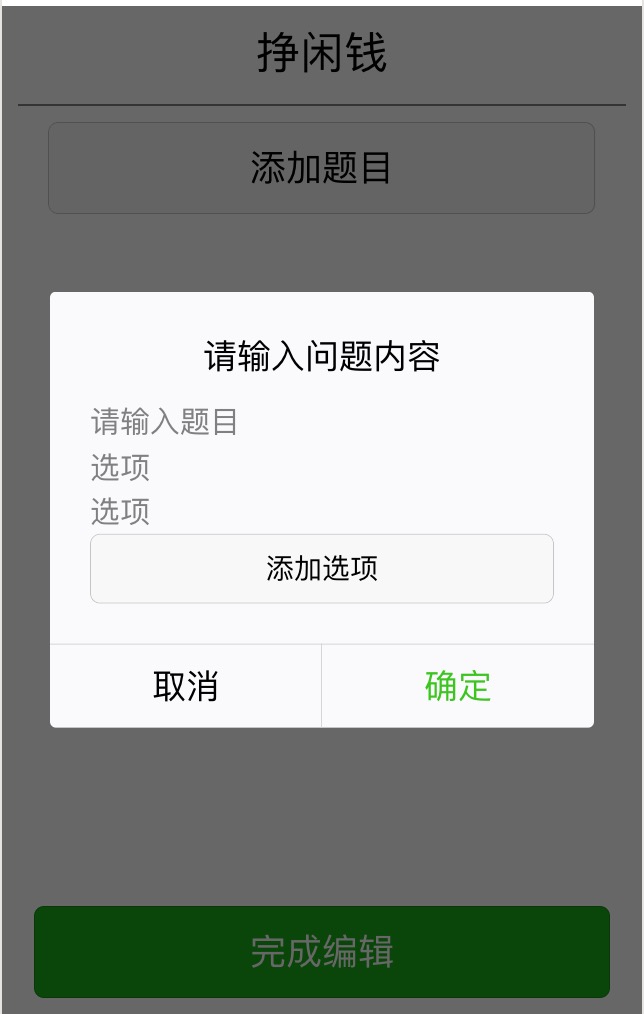 挣闲钱
添加题目
请输入问题内容
请输入题目
选项
选项
添加选项
取消
确定
完成编辑